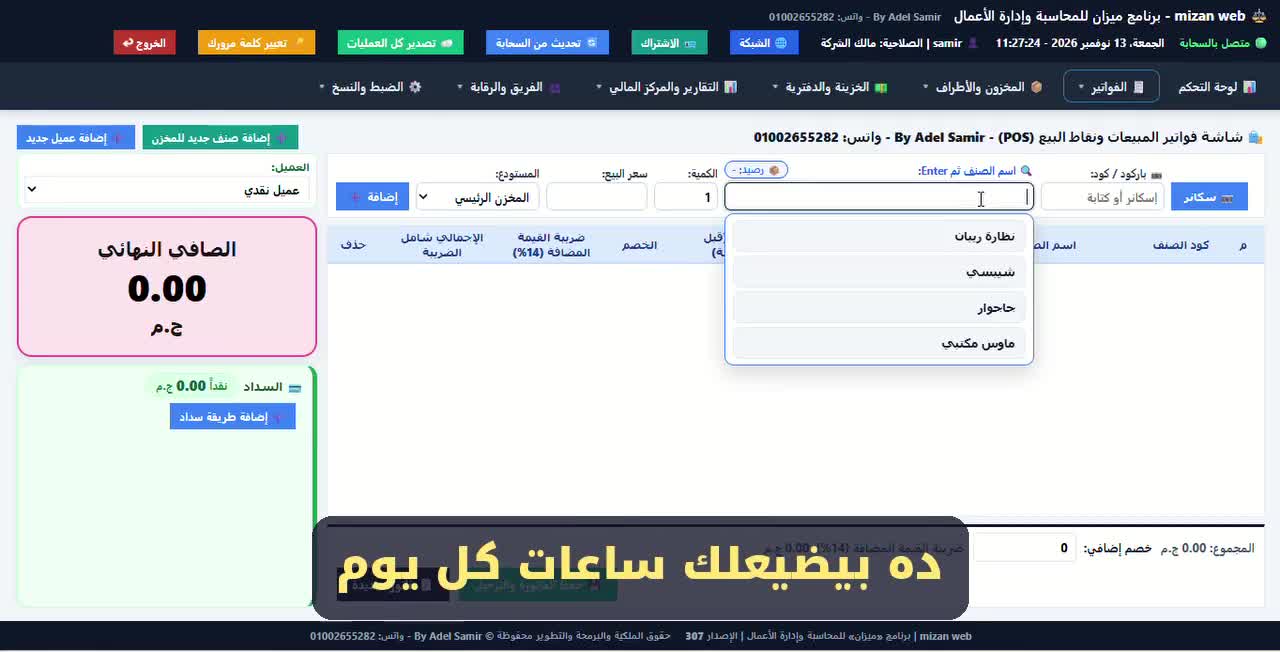 mizan web - برنامج ميزان للمحاسبة وإدارة الأعمال By Adel Samir - واتس: 01002655282
متصل بالسحابة الجمعة، 13 نوفمبر 2026 - 11:27:24 samir | الصلاحية: مالك الشركة الشبكة الاشتراك تحديث من السحابة تصدير كل العمليات تغيير كلمة مرورك الخروج
لوحة التحكم الفواتير المخزون والأطراف الخزينة والدفترية التقارير والمركز المالي الفريق والرقابة الضبط والنسخ
شاشة فواتير المبيعات ونقاط البيع (POS) - By Adel Samir - واتس: 01002655282 إضافة صنف جديد للمخزن إضافة عميل جديد
باركود / كود: اسم الصنف ثم Enter: رصيد: - الكمية: سعر البيع: المستودع: العميل:
سكانر إسكانر أو كتابة 1 المخزن الرئيسي إضافة عميل نقدي
م كود الصنف الخصم ضريبة القيمة المضافة (14%) الإجمالي شامل الضريبة حذف
نظارة ريبان
شيبسي
جاجوار
ماوس مكتبي
الصافي النهائي
0.00
ج.م
السداد نقداً 0.00 ج.م
إضافة طريقة سداد
المجموع: 0.00 ج.م خصم إضافي: 0 ضريبة القيمة المضافة (14%): 0.00 ج.م
ده بيضيعلك ساعات كل يوم
mizan web | برنامج «ميزان» للمحاسبة وإدارة الأعمال | الإصدار 307 حقوق الملكية والبرمجة والتطوير محفوظة © By Adel Samir - واتس: 01002655282